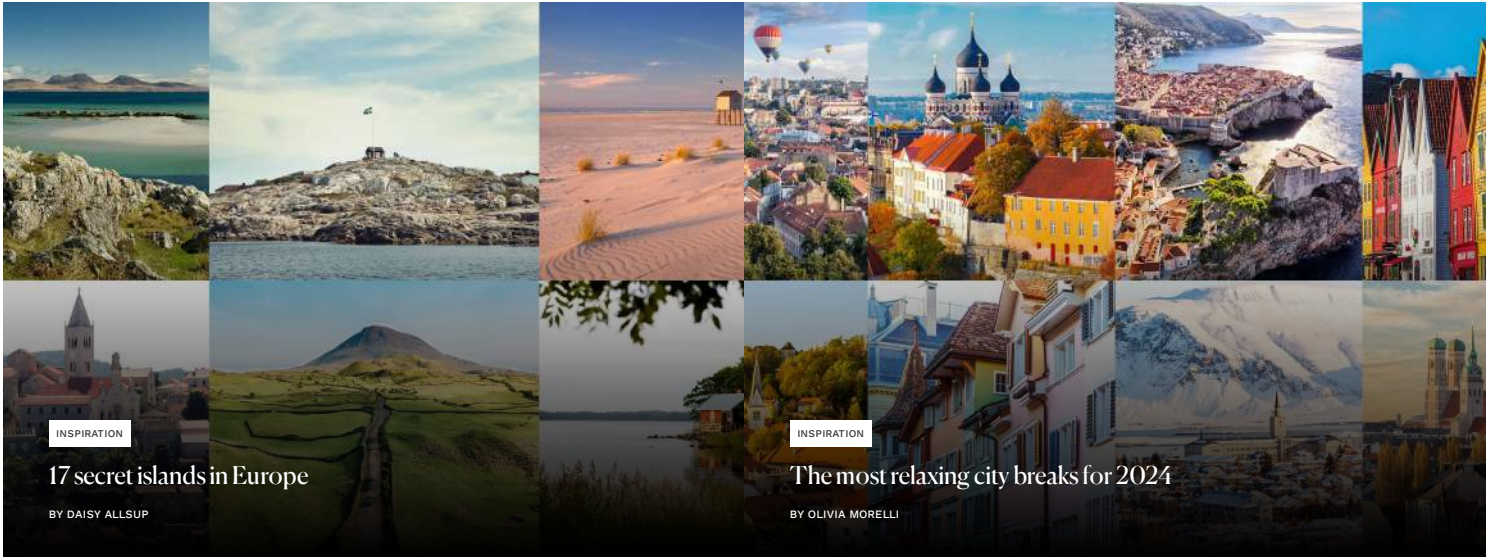 INSPIRATION
17 secret islands in Europe
BY DAISY ALLSUP
INSPIRATION
The most relaxing city breaks for 2024
BY OLIVIA MORELLI